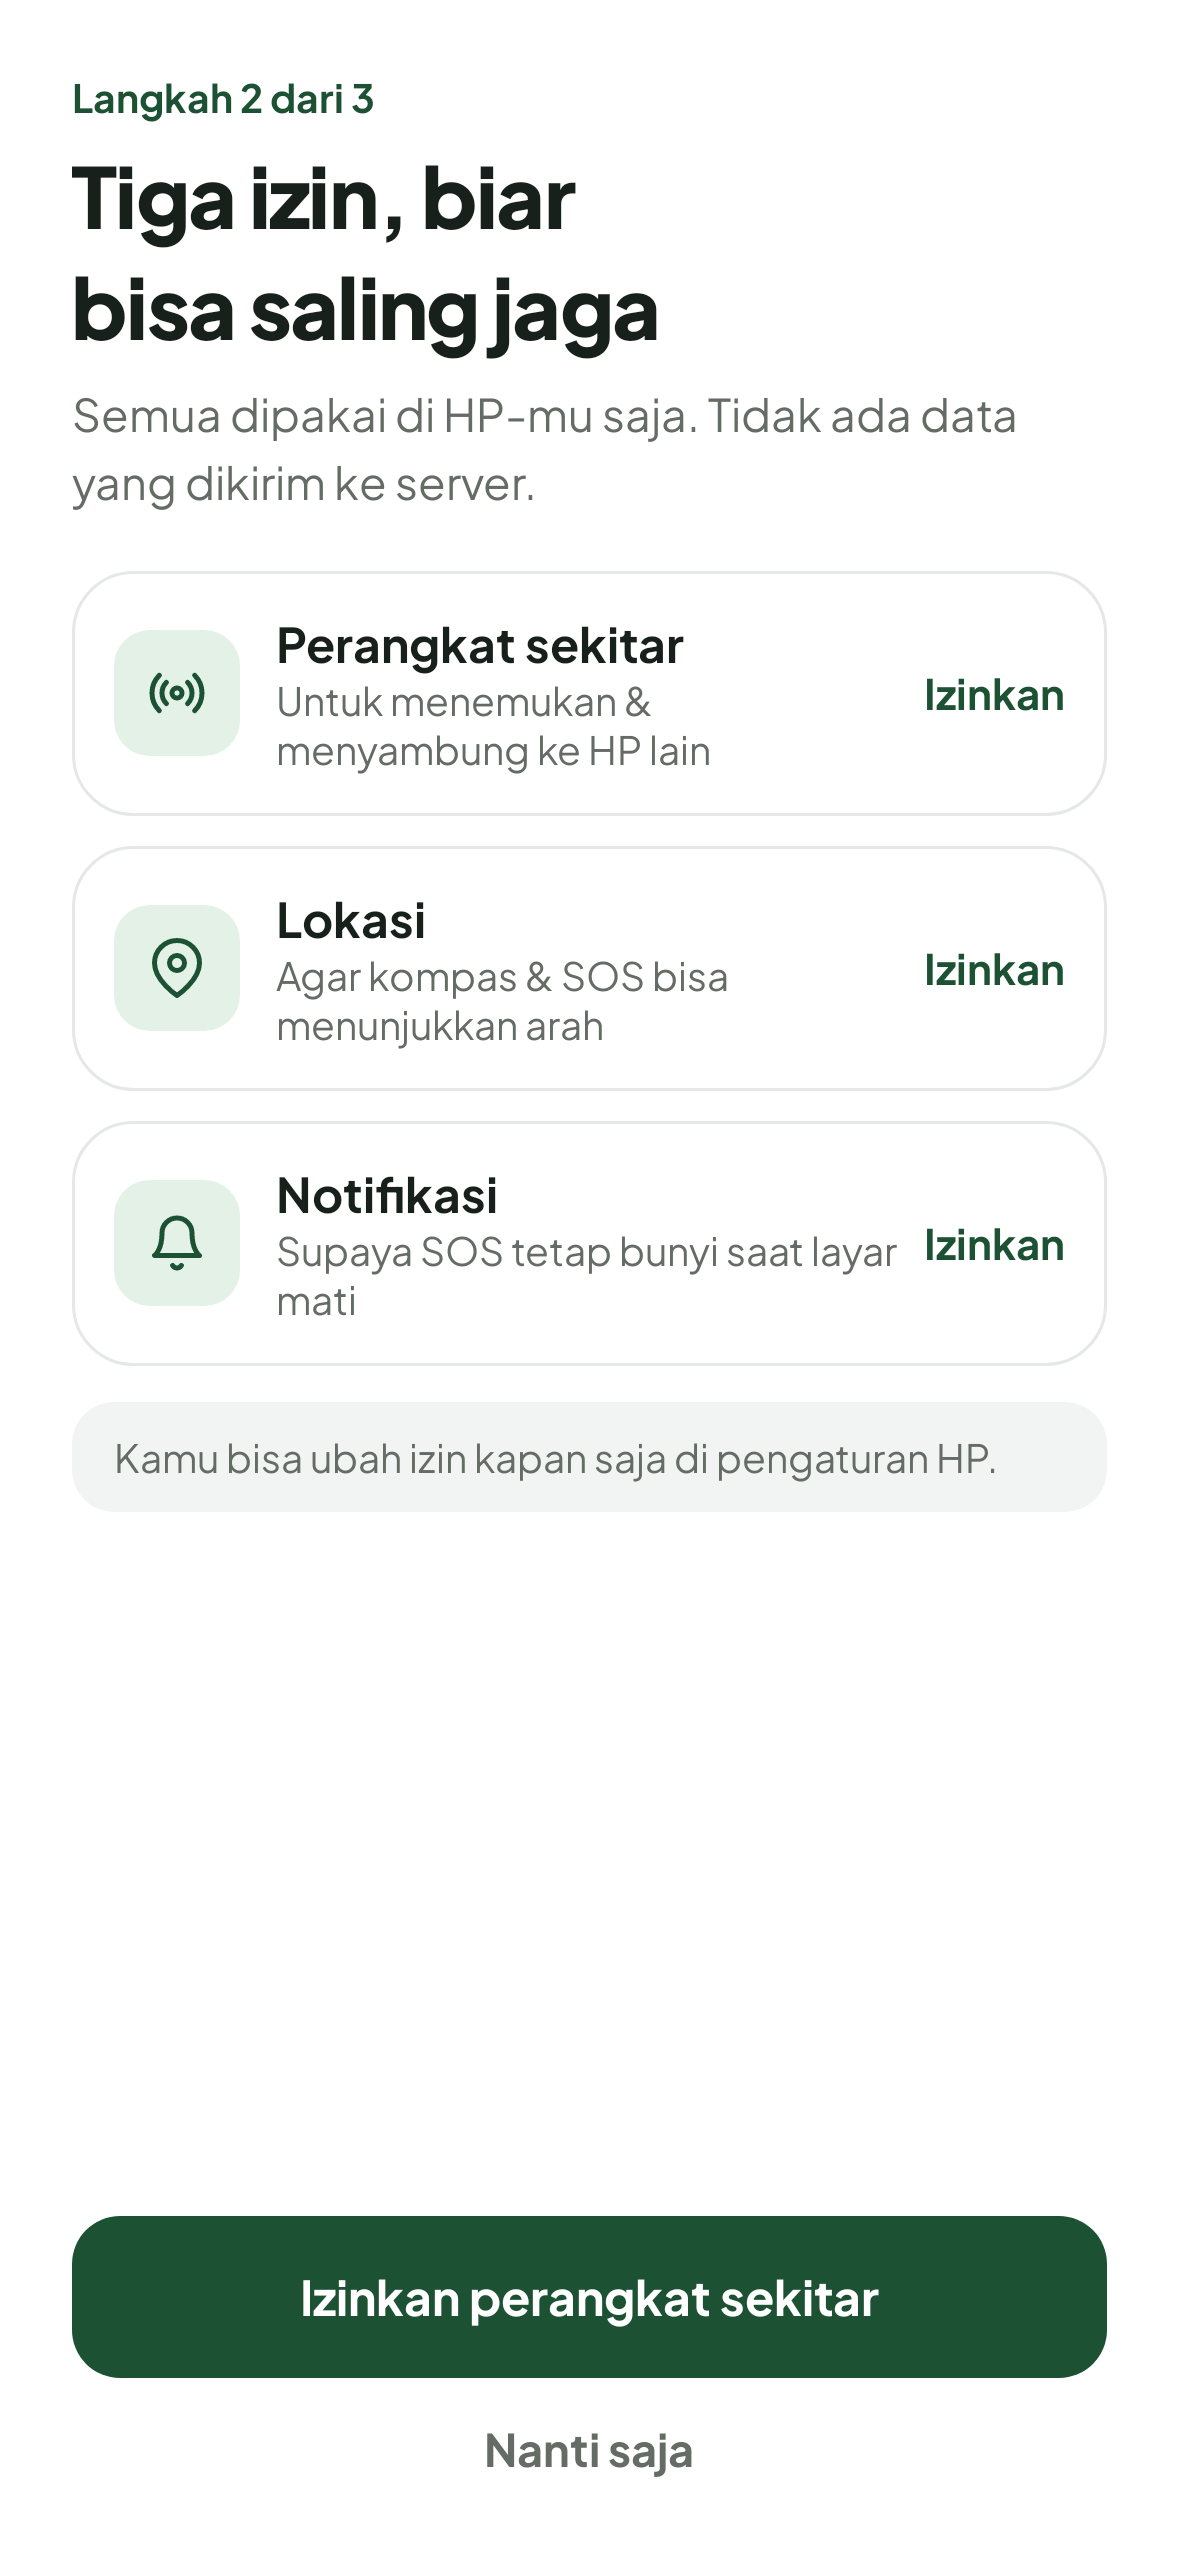 Langkah 2 dari 3
Tiga izin, biar
bisa saling jaga
Semua dipakai di HP-mu saja. Tidak ada data
yang dikirim ke server.
Perangkat sekitar
Untuk menemukan &
menyambung ke HP lain
Izinkan
Lokasi
Agar kompas & SOS bisa
menunjukkan arah
Izinkan
Notifikasi
Supaya SOS tetap bunyi saat layar
mati
Izinkan
Kamu bisa ubah izin kapan saja di pengaturan HP.
Izinkan perangkat sekitar
Nanti saja